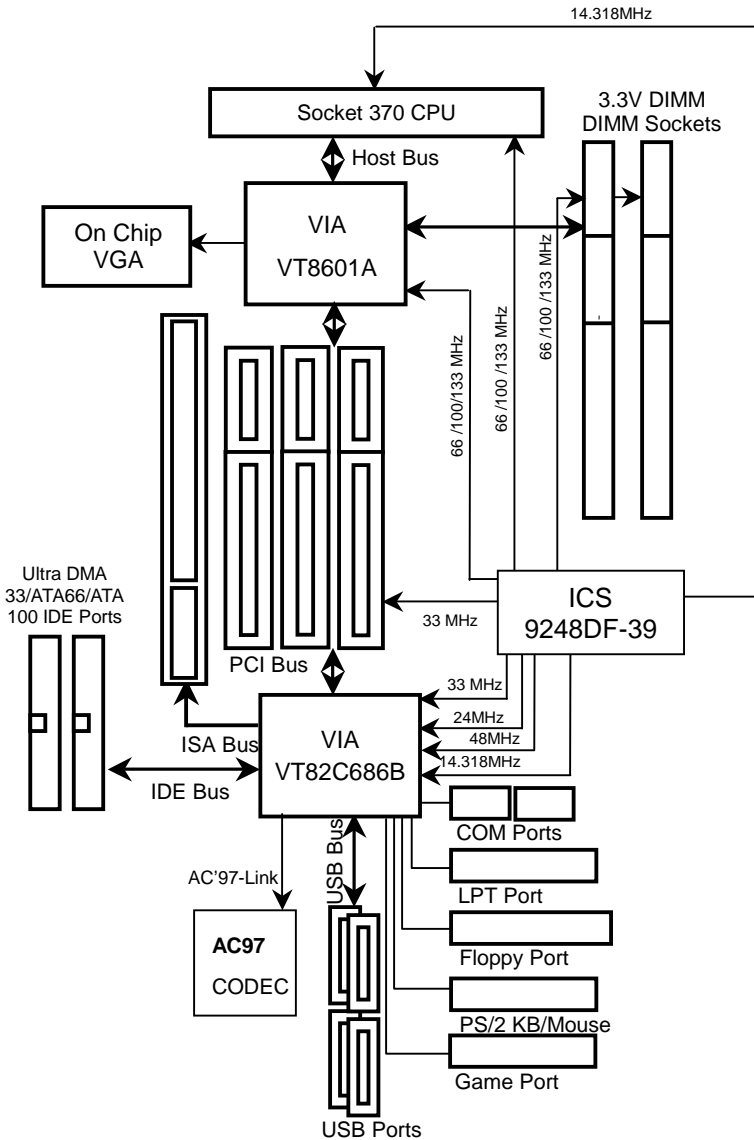 14.318MHz
Socket 370 CPU
3.3V DIMM
DIMM Sockets
Host Bus
VIA
VT8601A
On Chip
VGA
66 /100/133 MHz
66 /100 /133 MHz
66 /100 /133 MHz
-
Ultra DMA
33/ATA66/ATA
100 IDE Ports
33 MHz
ICS
9248DF-39
PCI Bus
33 MHz
24MHz
48MHz
14.318MHz
ISA Bus
VIA
VT82C686B
IDE Bus
COM Ports
USB Bus
AC'97-Link
LPT Port
AC97
CODEC
Floppy Port
PS/2 KB/Mouse
Game Port
USB Ports